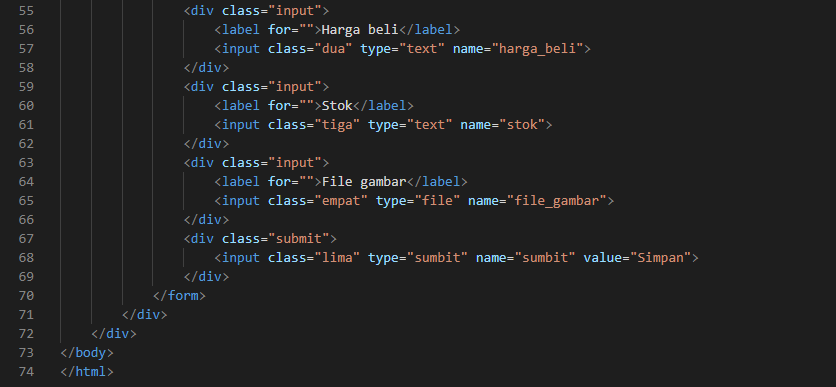 55 <div class="input">
56 <label for="">Harga beli</label>
57 <input class="dua" type="text" name="harga_beli">
58 </div>
59 <div class="input">
60 <label for="">Stok</label>
61 <input class="tiga" type="text" name="stok">
62 </div>
63 <div class="input">
64 <label for="">File gambar</label>
65 <input class="empat" type="file" name="file_gambar">
66 </div>
67 <div class="submit">
68 <input class="lima" type="sumbit" name="sumbit" value="Simpan">
69 </div>
70 </form>
71 </div>
72 </div>
73 </body>
74 </html>